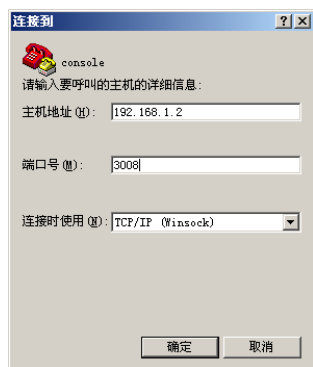 连接到
console
请输入要呼叫的主机的详细信息:
主机地址(H): 192.168.1.2
端口号(M): 3008
连接时使用(N): TCP/IP (Winsock)
确定 取消